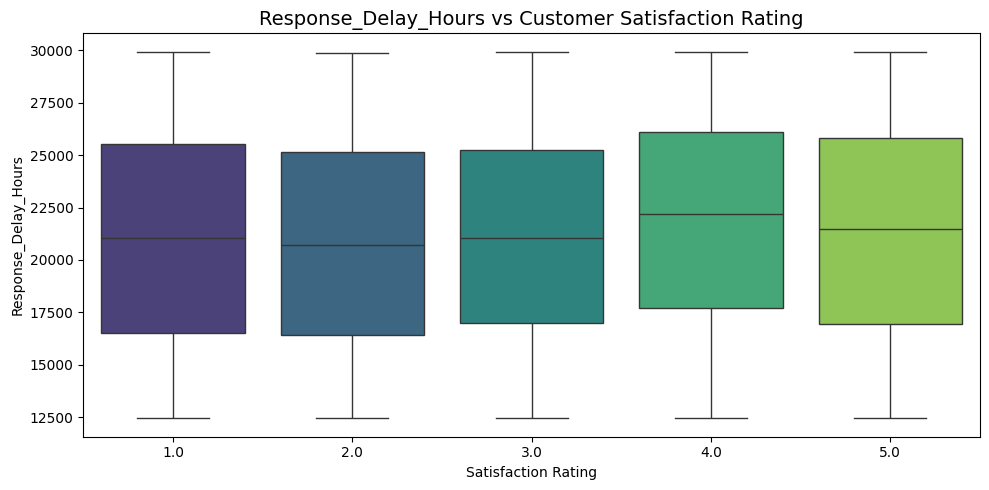 Response_Delay_Hours vs Customer Satisfaction Rating
30000
27500
25000
22500
20000
17500
15000
12500
Response_Delay_Hours
1.0 2.0 3.0 4.0 5.0
Satisfaction Rating